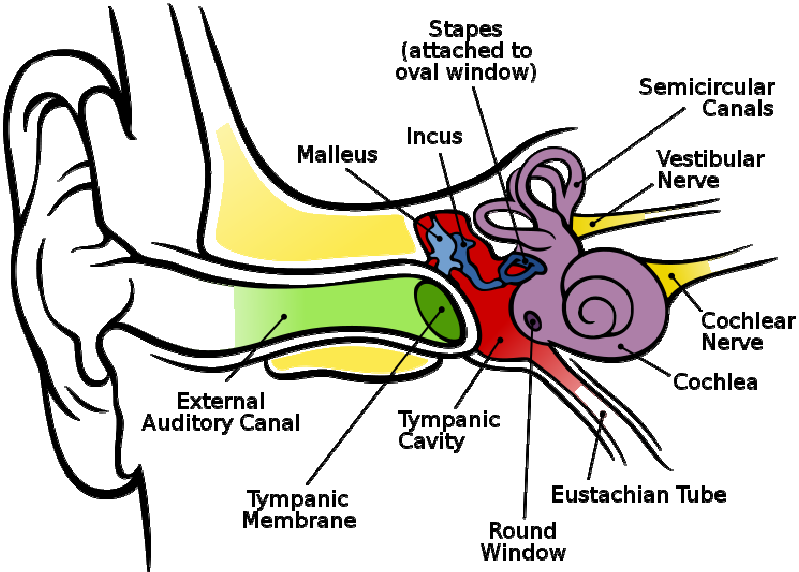 Stapes
(attached to
oval window)
Semicircular
Canals
Incus
Malleus
Vestibular
Nerve
Cochlear
Nerve
Cochlea
External
Auditory Canal
Tympanic
Cavity
Tympanic
Membrane
Eustachian Tube
Round
Window